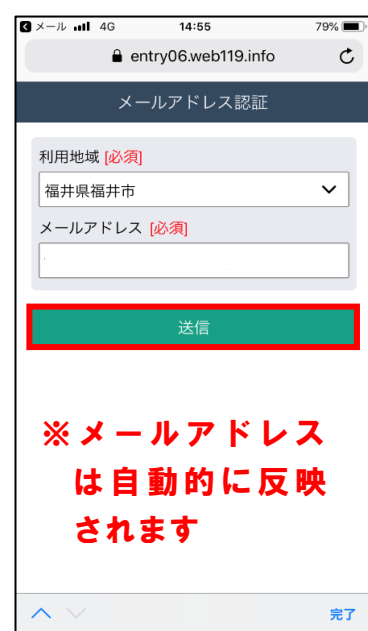 メール 4G 14:55 79%
entry06.web119.info
メールアドレス認証
利用地域 [必須]
福井県福井市
メールアドレス [必須]
送信
※メールアドレス
は自動的に反映
されます
完了